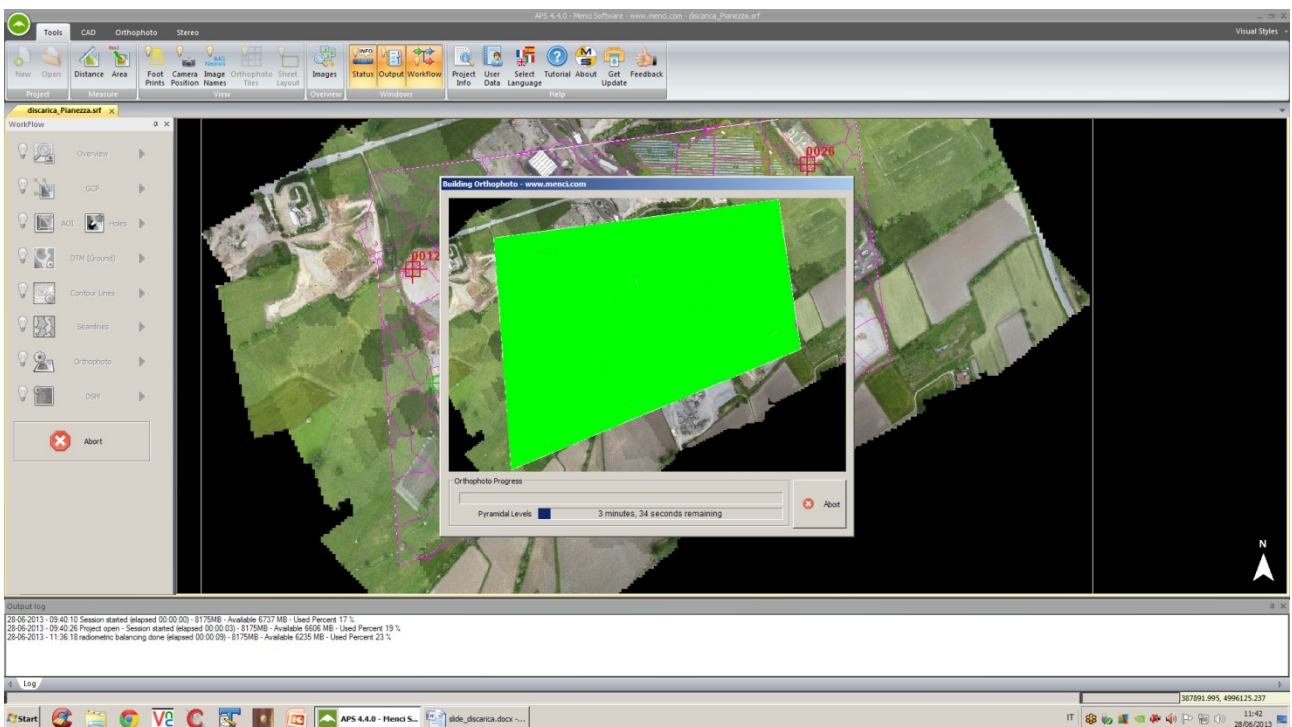 APS 4.4.0 - Menci Software - www.menci.com - discarica_Pianezza.srf
Tools CAD Orthophoto Stereo Visual Styles
New Open Distance Area Foot Prints Camera Position Image Names Orthophoto Tiles Sheet Layout Images Status Output Workflow Project Info User Data Select Language Tutorial About Get Update Feedback
Project Measure View Overview Windows Help
discarica_Pianezza.srf
WorkFlow
Overview
GCP
AOI Holes
DTM (Ground)
Contour Lines
Seamlines
Orthophoto
DSM
Abort
0026
0012
Building Orthophoto - www.menci.com
Orthophoto Progress
Pyramidal Levels 3 minutes, 34 seconds remaining
Abort
N
Output log
28-06-2013 - 09:40:10 Session started (elapsed 00:00:00) - 8175MB - Available 6737 MB - Used Percent 17 %
28-06-2013 - 09:40:26 Project open - Session started (elapsed 00:00:03) - 8175MB - Available 6606 MB - Used Percent 19 %
28-06-2013 - 11:36:18 radiometric balancing done (elapsed 00:00:09) - 8175MB - Available 6235 MB - Used Percent 23 %
Log
387891.995, 4996125.237
Start APS 4.4.0 - Menci S... slide_discarica.docx -... IT 11:42
28/06/2013